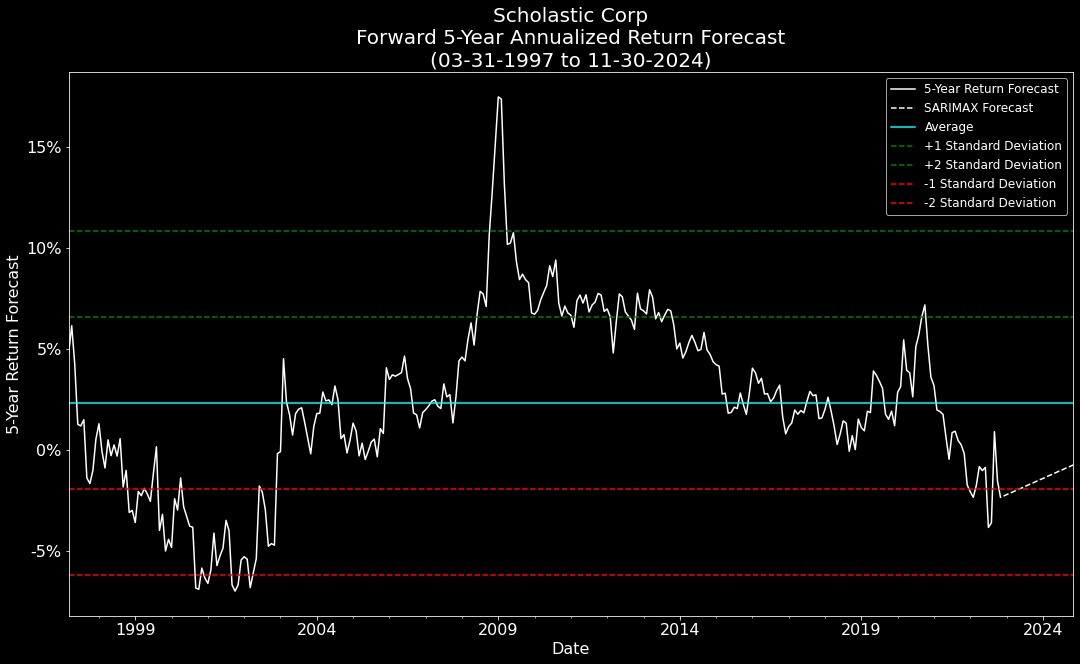 Scholastic Corp
Forward 5-Year Annualized Return Forecast
(03-31-1997 to 11-30-2024)
5-Year Return Forecast
SARIMAX Forecast
Average
+1 Standard Deviation
+2 Standard Deviation
-1 Standard Deviation
-2 Standard Deviation
5-Year Return Forecast
15%
10%
5%
0%
-5%
1999
2004
2009
2014
2019
2024
Date